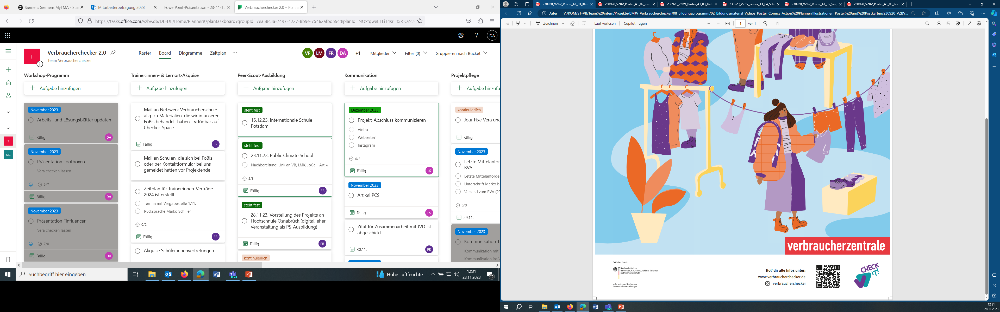 Siemens Siemens MyTMA - Sta
Mitarbeiterbefragung 2023
PowerPoint-Präsentation - 23-11-15
Verbraucherchecker 2.0 – Planne
https://tasks.office.com/vzbv.de/DE-DE/Home/Planner#/plantaskboard?groupId=7ea58c3a-7497-4227-8b9e-75462afbd59c&planId=NQxtqweE1EiT4srHt5RIOZcA
DA
T
Verbraucherchecker 2.0
Team Verbraucherchecker
Raster
Board
Diagramme
Zeitplan
VF
LM
FR
DA
+1
Mitglieder
Filter (0)
Gruppieren nach Bucket
T
MC
Workshop-Programm
Aufgabe hinzufügen
November 2023
Arbeits- und Lösungsblätter updaten
Fällig
DA
November 2023
Präsentation Lootboxen
Vera checken lassen
6/7
Fällig
DA
November 2023
Präsentation Finfluencer
Vera checken lassen
7/8
Fällig
DA
Trainer:innen- & Lernort-Akquise
Aufgabe hinzufügen
Mail an Netzwerk Verbraucherschule
allg. zu Materialien, die wir in unseren
FoBis behandelt haben - vrfügbar auf
Checker-Space
Fällig
FR
Mail an Schulen, die sich bei FoBis
oder per Kontaktformular bei uns
gemeldet hatten vor Projektende
Zeitplan für Trainer:innen-Verträge
2024 ist erstellt.
Termin mit Vergabestelle 1.11.
Rücksprache Marko Schiller
0/2
Fällig
FR
Akquise Schüler:innenvertretungen
Peer-Scout-Ausbildung
Aufgabe hinzufügen
steht fest
15.12.23, Internationale Schule
Potsdam
steht fest
23.11.23, Public Climate School
Nachbereitung: Link an VB, LMK, JoGe - Artik
2/3
Fällig
FR
steht fest
28.11.23, Vorstellung des Projekts an
Hochschnule Osnabrück (digital, eher
Veranstaltung als PS-Ausbildung)
Fällig
FR
kontinuierlich
Kommunikation
Aufgabe hinzufügen
Dezember 2023
Projekt-Abschluss kommunizieren
Vintra
Webseite?
Instagram
0/3
Fällig
LS
November 2023
Artikel PCS
Fällig
LS
Zitat für Zusammenarbeit mit JVD ist
abgeschickt
30.11.
FR
Projektpflege
Aufgabe hinzufü
kontinuierlich
Jour Fixe Vera und
Fällig
November 2023
Letzte Mittelanfor
BVA
Letzte Mittelanforder
Unterschrift Marko bi
Versand zum BVA (29
0/3
29.11.
November 2023
Kommunikation T
Kommunikation mit
Kommunikation ins V
Suchbegriff hier eingeben
NEW
Hohe Luftfeuchte
12:31
28.11.2023
12
230920_VZBV_Poster_A1_01_Klei
230920_VZBV_Poster_A1_02_Inve
230920_VZBV_Poster_A1_03_Date
230920_VZBV_Poster_A1_04_Sch
230920_VZBV_Poster_A1_05_Sieg
230920_VZBV_Poster_A1_06_Zoc
Datei
V:/KOM/ST-VB/Team%20intern/Projekte/BMJV_Verbraucherchecker/08_Bildungsprogramm/02_Bildungsmaterial_Videos_Poster_Comics_Action%20Planner/Illustrationen_Poster%20und%20Postkarten/230920_VZBV...
Zeichnen
1
von 1
Laut vorlesen
Copilot fragen
verbraucherzentrale
Gefördert durch:
Bundesministerium
für Umwelt, Naturschutz, nukleare Sicherheit
und Verbraucherschutz
aufgrund eines Beschlusses
des Deutschen Bundestages
Hol' dir alle Infos unter:
www.verbraucherchecker.de
verbraucherchecker
CHECK
IT!
12:31
28.11.2023